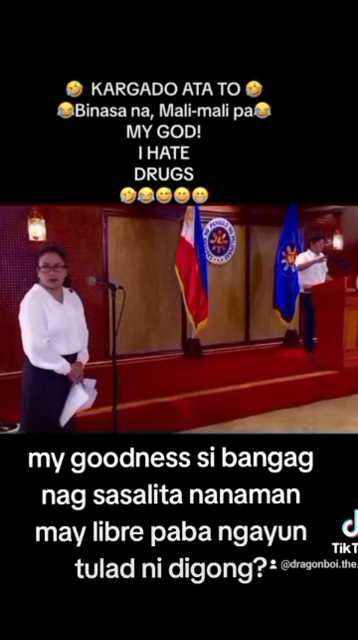 🤣 KARGADO ATA TO 🤣
😂Binasa na, Mali-mali pa😂
MY GOD!
I HATE
DRUGS
🤣😂😅😁😁
my goodness si bangag
nag sasalita nanaman
may libre paba ngayun
tulad ni digong?
TikT
@dragonboi.the.